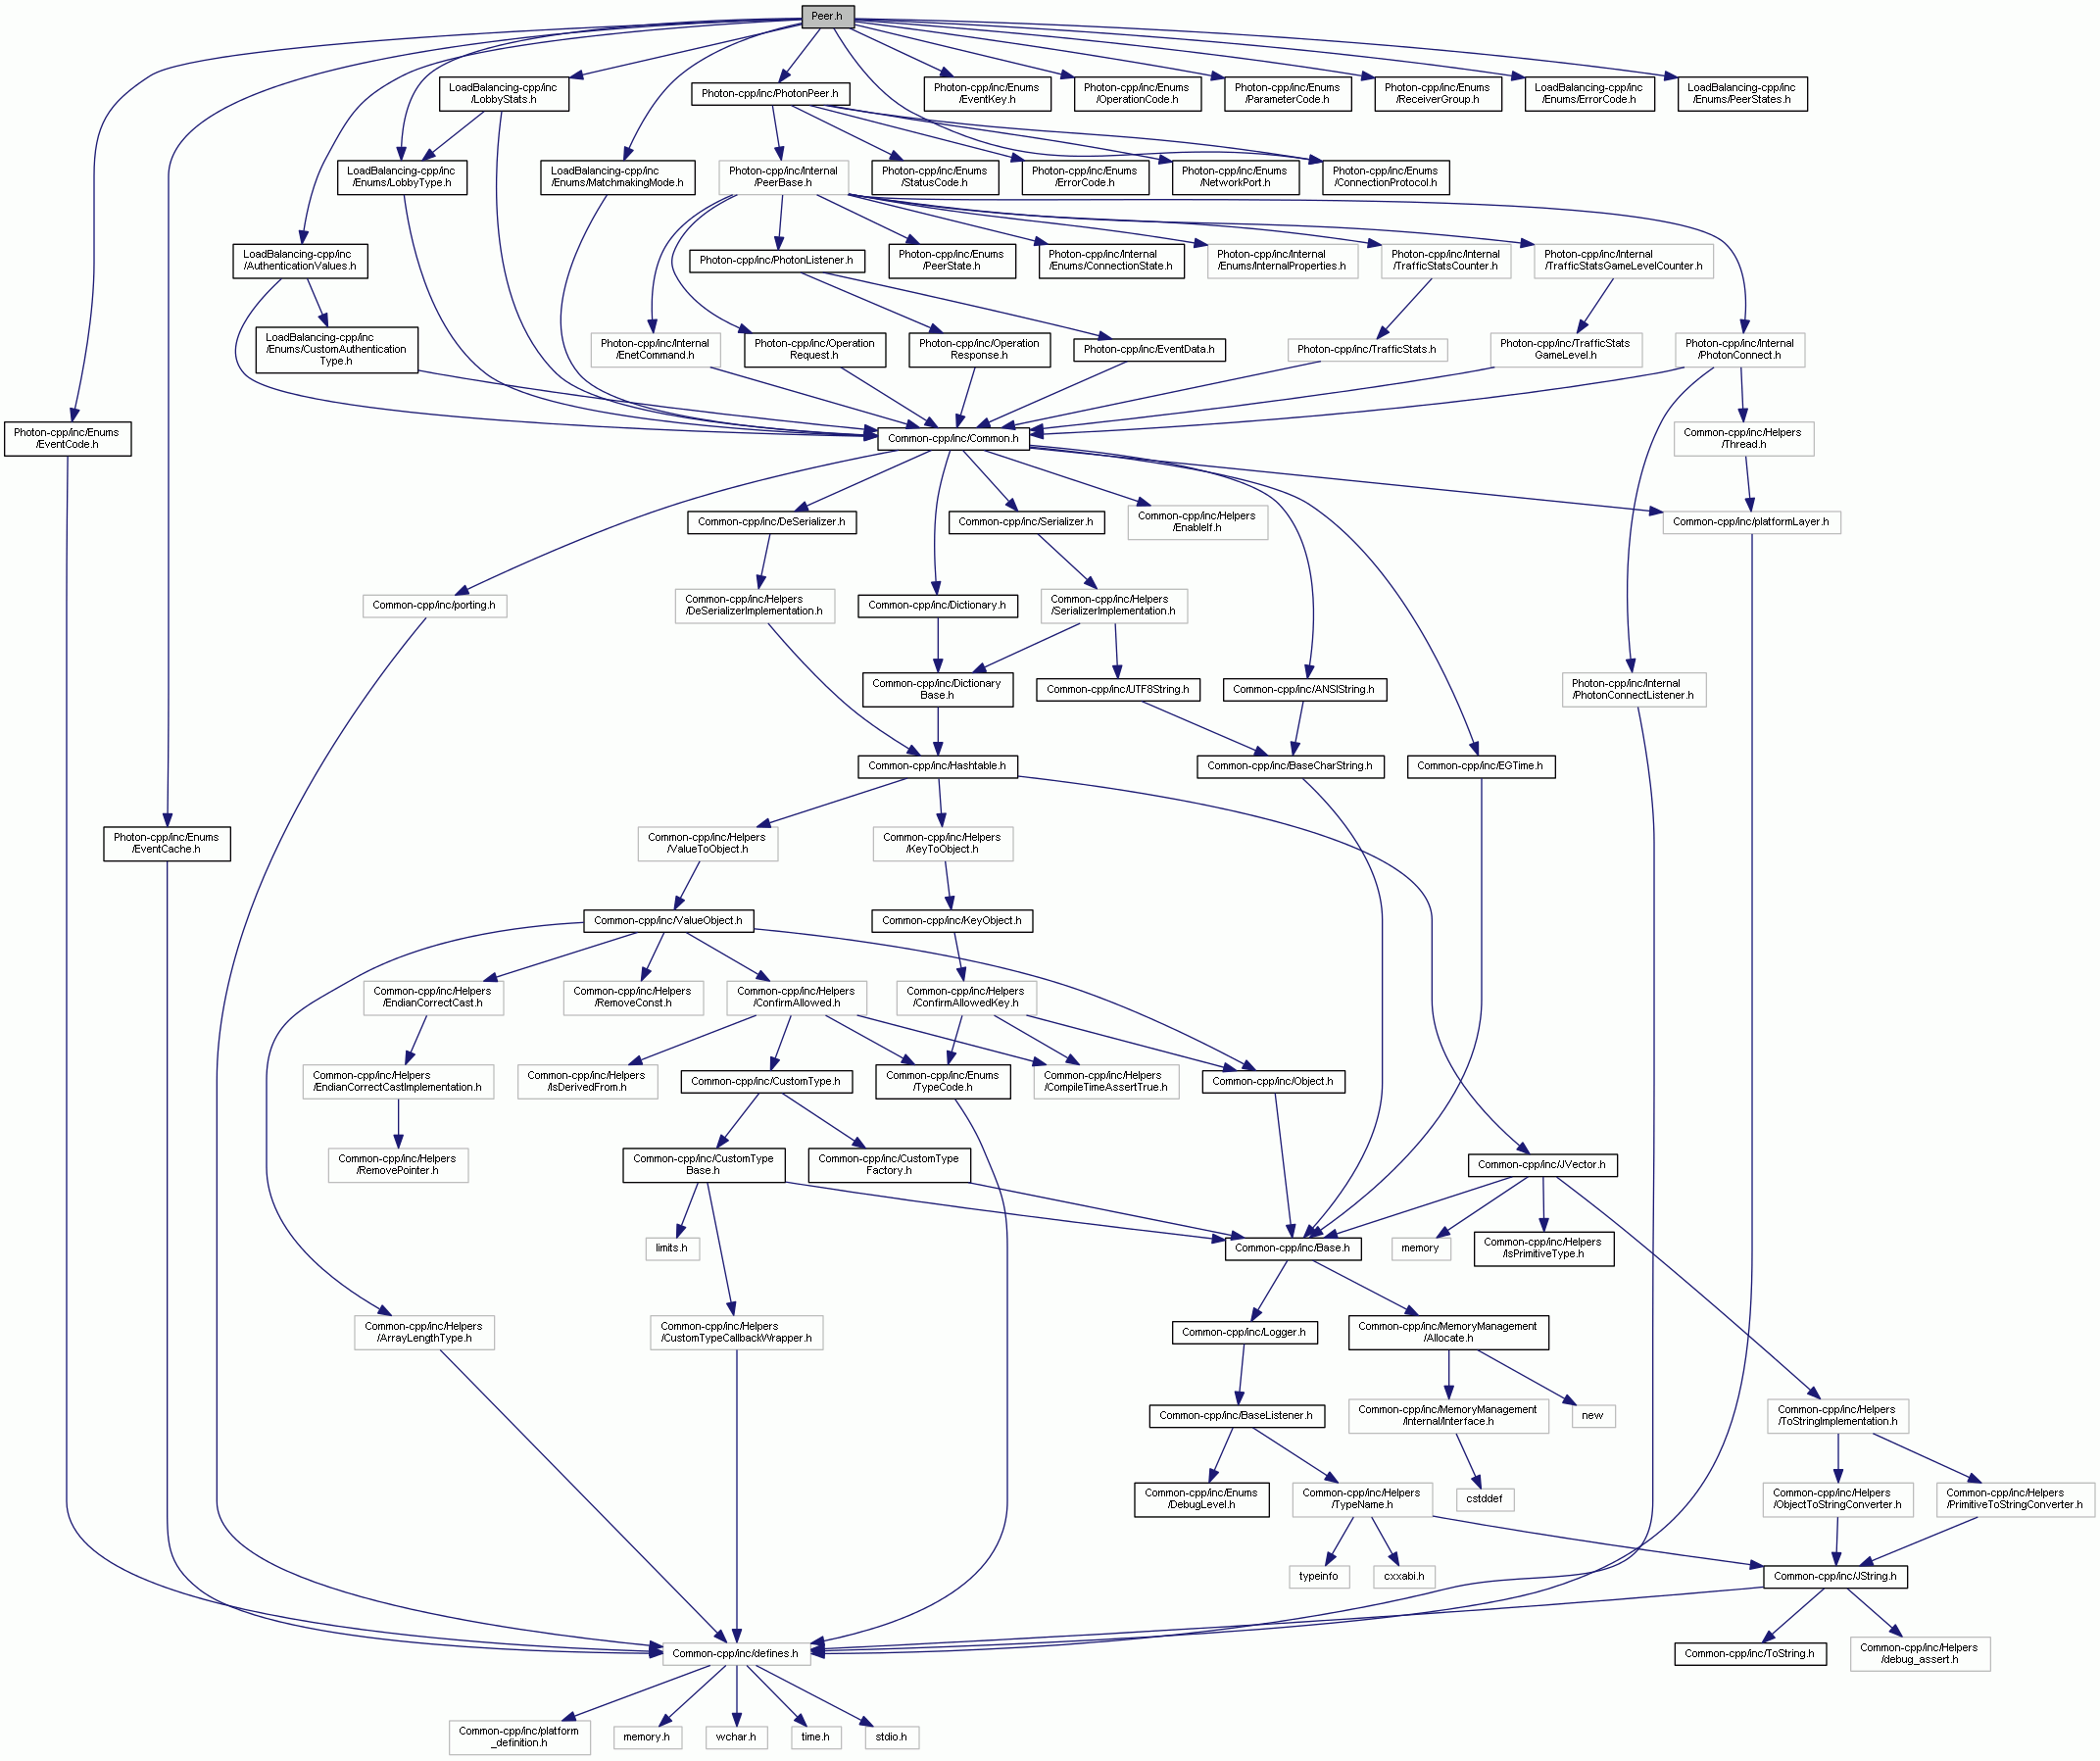 Peer.h
LoadBalancing-cpp/inc
/LobbyStats.h
Photon-cpp/inc/PhotonPeer.h
Photon-cpp/inc/Enums
/EventKey.h
Photon-cpp/inc/Enums
/OperationCode.h
Photon-cpp/inc/Enums
/ParameterCode.h
Photon-cpp/inc/Enums
/ReceiverGroup.h
LoadBalancing-cpp/inc
/Enums/ErrorCode.h
LoadBalancing-cpp/inc
/Enums/PeerStates.h
LoadBalancing-cpp/inc
/Enums/LobbyType.h
LoadBalancing-cpp/inc
/Enums/MatchmakingMode.h
Photon-cpp/inc/Internal
/PeerBase.h
Photon-cpp/inc/Enums
/StatusCode.h
Photon-cpp/inc/Enums
/ErrorCode.h
Photon-cpp/inc/Enums
/NetworkPort.h
Photon-cpp/inc/Enums
/ConnectionProtocol.h
LoadBalancing-cpp/inc
/AuthenticationValues.h
Photon-cpp/inc/PhotonListener.h
Photon-cpp/inc/Enums
/PeerState.h
Photon-cpp/inc/Internal
/Enums/ConnectionState.h
Photon-cpp/inc/Internal
/Enums/InternalProperties.h
Photon-cpp/inc/Internal
/TrafficStatsCounter.h
Photon-cpp/inc/Internal
/TrafficStatsGameLevelCounter.h
LoadBalancing-cpp/inc
/Enums/CustomAuthentication
Type.h
Photon-cpp/inc/Internal
/EnetCommand.h
Photon-cpp/inc/Operation
Request.h
Photon-cpp/inc/Operation
Response.h
Photon-cpp/inc/EventData.h
Photon-cpp/inc/TrafficStats.h
Photon-cpp/inc/TrafficStats
GameLevel.h
Photon-cpp/inc/Internal
/PhotonConnect.h
Photon-cpp/inc/Enums
/EventCode.h
Common-cpp/inc/Common.h
Common-cpp/inc/Helpers
/Thread.h
Common-cpp/inc/DeSerializer.h
Common-cpp/inc/Serializer.h
Common-cpp/inc/Helpers
/EnableIf.h
Common-cpp/inc/platformLayer.h
Common-cpp/inc/porting.h
Common-cpp/inc/Helpers
/DeSerializerImplementation.h
Common-cpp/inc/Dictionary.h
Common-cpp/inc/Helpers
/SerializerImplementation.h
Common-cpp/inc/Dictionary
Base.h
Common-cpp/inc/UTF8String.h
Common-cpp/inc/ANSIString.h
Photon-cpp/inc/Internal
/PhotonConnectListener.h
Common-cpp/inc/Hashtable.h
Common-cpp/inc/BaseCharString.h
Common-cpp/inc/EGTime.h
Photon-cpp/inc/Enums
/EventCache.h
Common-cpp/inc/Helpers
/ValueToObject.h
Common-cpp/inc/Helpers
/KeyToObject.h
Common-cpp/inc/ValueObject.h
Common-cpp/inc/KeyObject.h
Common-cpp/inc/Helpers
/EndianCorrectCast.h
Common-cpp/inc/Helpers
/RemoveConst.h
Common-cpp/inc/Helpers
/ConfirmAllowed.h
Common-cpp/inc/Helpers
/ConfirmAllowedKey.h
Common-cpp/inc/Helpers
/EndianCorrectCastImplementation.h
Common-cpp/inc/Helpers
/IsDerivedFrom.h
Common-cpp/inc/CustomType.h
Common-cpp/inc/Enums
/TypeCode.h
Common-cpp/inc/Helpers
/CompileTimeAssertTrue.h
Common-cpp/inc/Object.h
Common-cpp/inc/Helpers
/RemovePointer.h
Common-cpp/inc/CustomType
Base.h
Common-cpp/inc/CustomType
Factory.h
Common-cpp/inc/JVector.h
limits.h
Common-cpp/inc/Base.h
memory
Common-cpp/inc/Helpers
/IsPrimitiveType.h
Common-cpp/inc/Helpers
/ArrayLengthType.h
Common-cpp/inc/Helpers
/CustomTypeCallbackWrapper.h
Common-cpp/inc/Logger.h
Common-cpp/inc/MemoryManagement
/Allocate.h
Common-cpp/inc/BaseListener.h
Common-cpp/inc/MemoryManagement
/Internal/Interface.h
new
Common-cpp/inc/Helpers
/ToStringImplementation.h
Common-cpp/inc/Enums
/DebugLevel.h
Common-cpp/inc/Helpers
/TypeName.h
cstddef
Common-cpp/inc/Helpers
/ObjectToStringConverter.h
Common-cpp/inc/Helpers
/PrimitiveToStringConverter.h
typeinfo
cxxabi.h
Common-cpp/inc/JString.h
Common-cpp/inc/defines.h
Common-cpp/inc/ToString.h
Common-cpp/inc/Helpers
/debug_assert.h
Common-cpp/inc/platform
_definition.h
memory.h
wchar.h
time.h
stdio.h